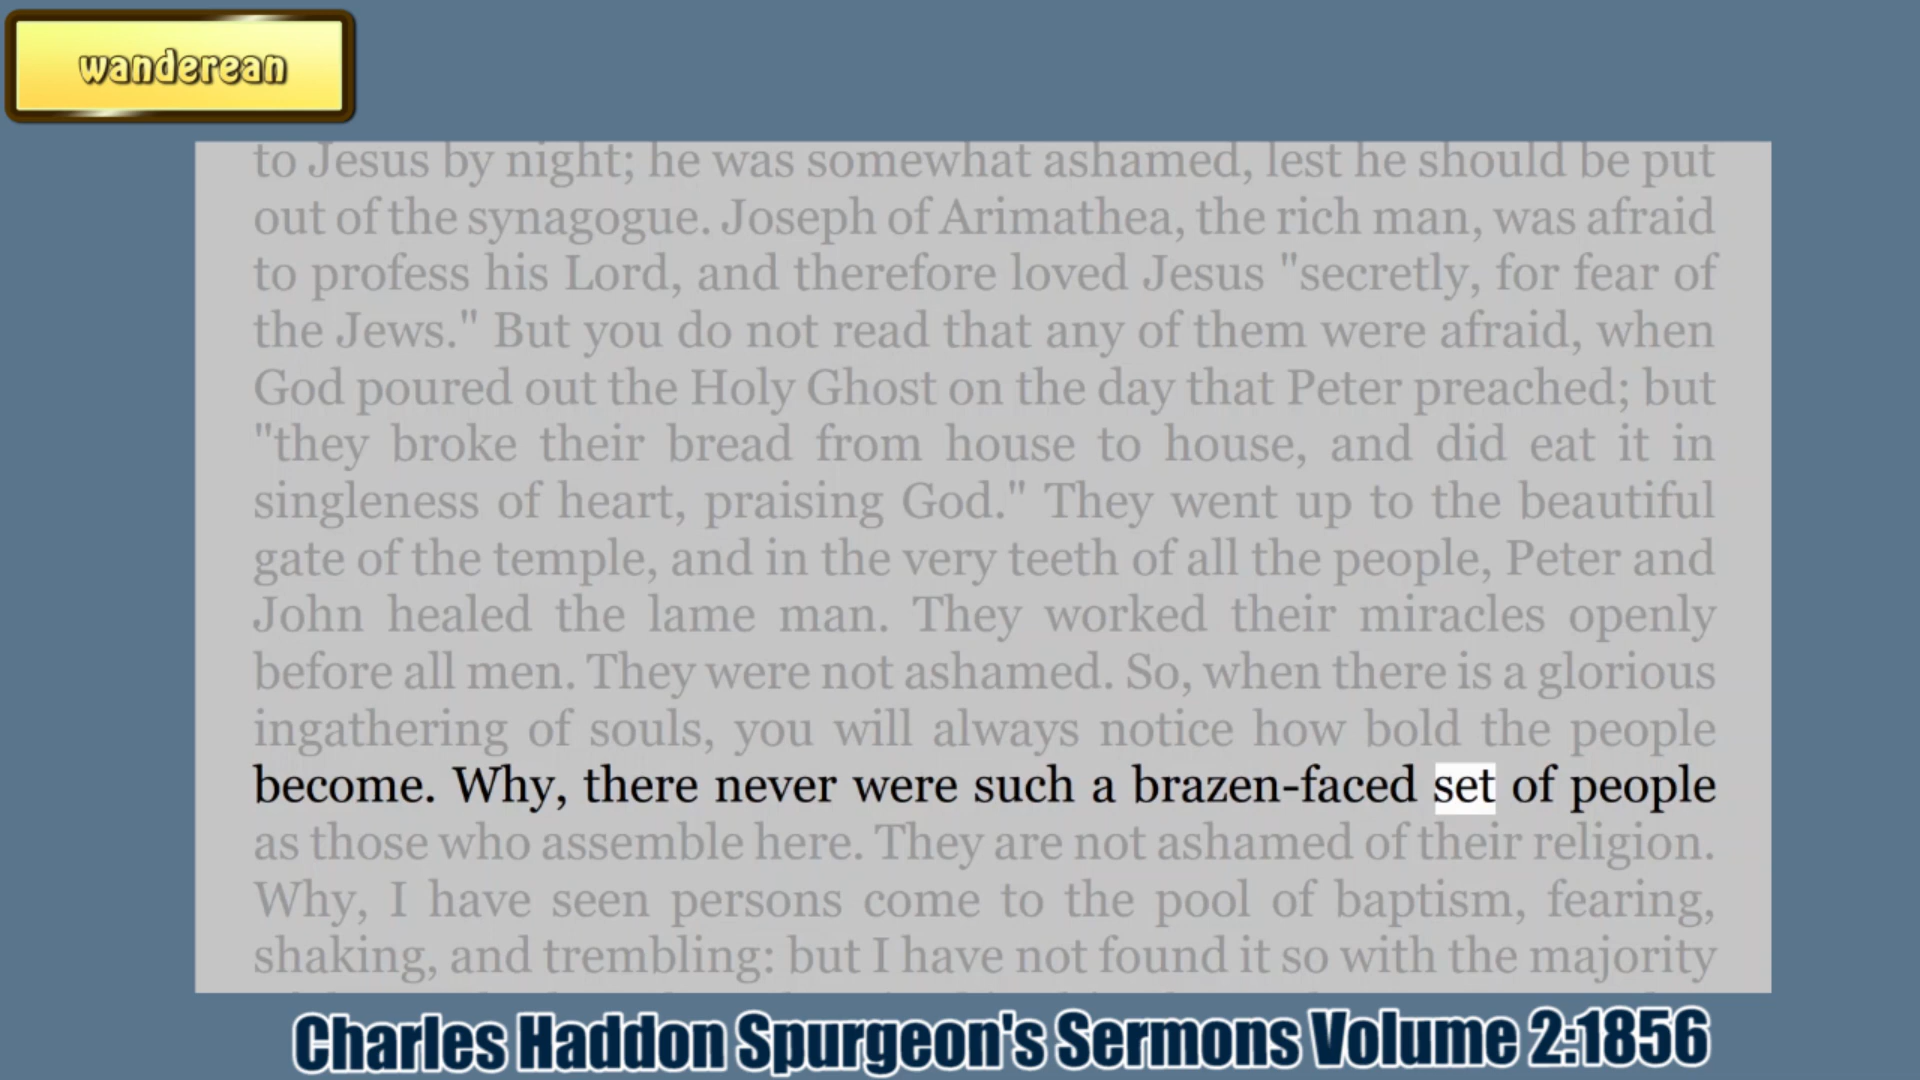 wanderean
to Jesus by night; he was somewhat ashamed, lest he should be put
out of the synagogue. Joseph of Arimathea, the rich man, was afraid
to profess his Lord, and therefore loved Jesus "secretly, for fear of
the Jews." But you do not read that any of them were afraid, when
God poured out the Holy Ghost on the day that Peter preached; but
"they broke their bread from house to house, and did eat it in
singleness of heart, praising God." They went up to the beautiful
gate of the temple, and in the very teeth of all the people, Peter and
John healed the lame man. They worked their miracles openly
before all men. They were not ashamed. So, when there is a glorious
ingathering of souls, you will always notice how bold the people
become. Why, there never were such a brazen-faced set of people
as those who assemble here. They are not ashamed of their religion.
Why, I have seen persons come to the pool of baptism, fearing,
shaking, and trembling: but I have not found it so with the majority
Charles Haddon Spurgeon's Sermons Volume 2:1856